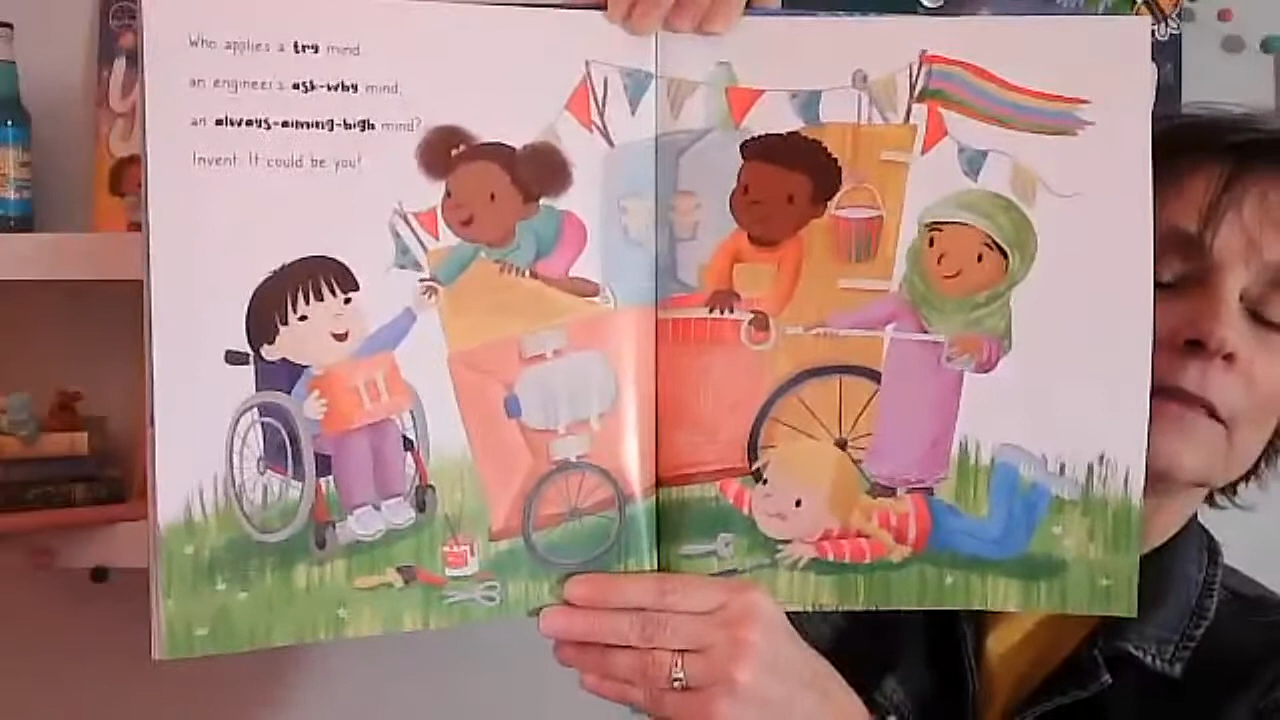 Who applies a try mind,
an engineer's ask-why mind,
an always-aiming-high mind?
Invent. It could be you!
11